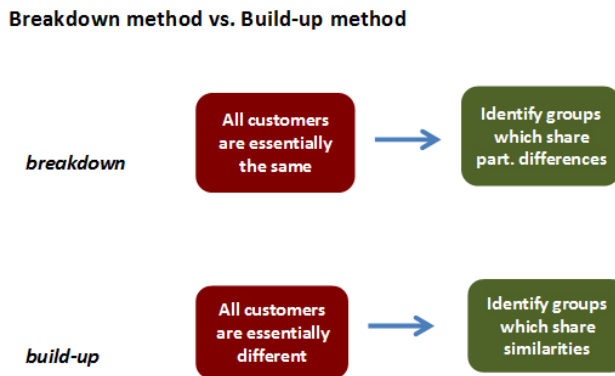 Breakdown method vs. Build-up method
All customers
are essentially
the same
Identify groups
which share
part. differences
breakdown
All customers
are essentially
different
Identify groups
which share
similarities
build-up